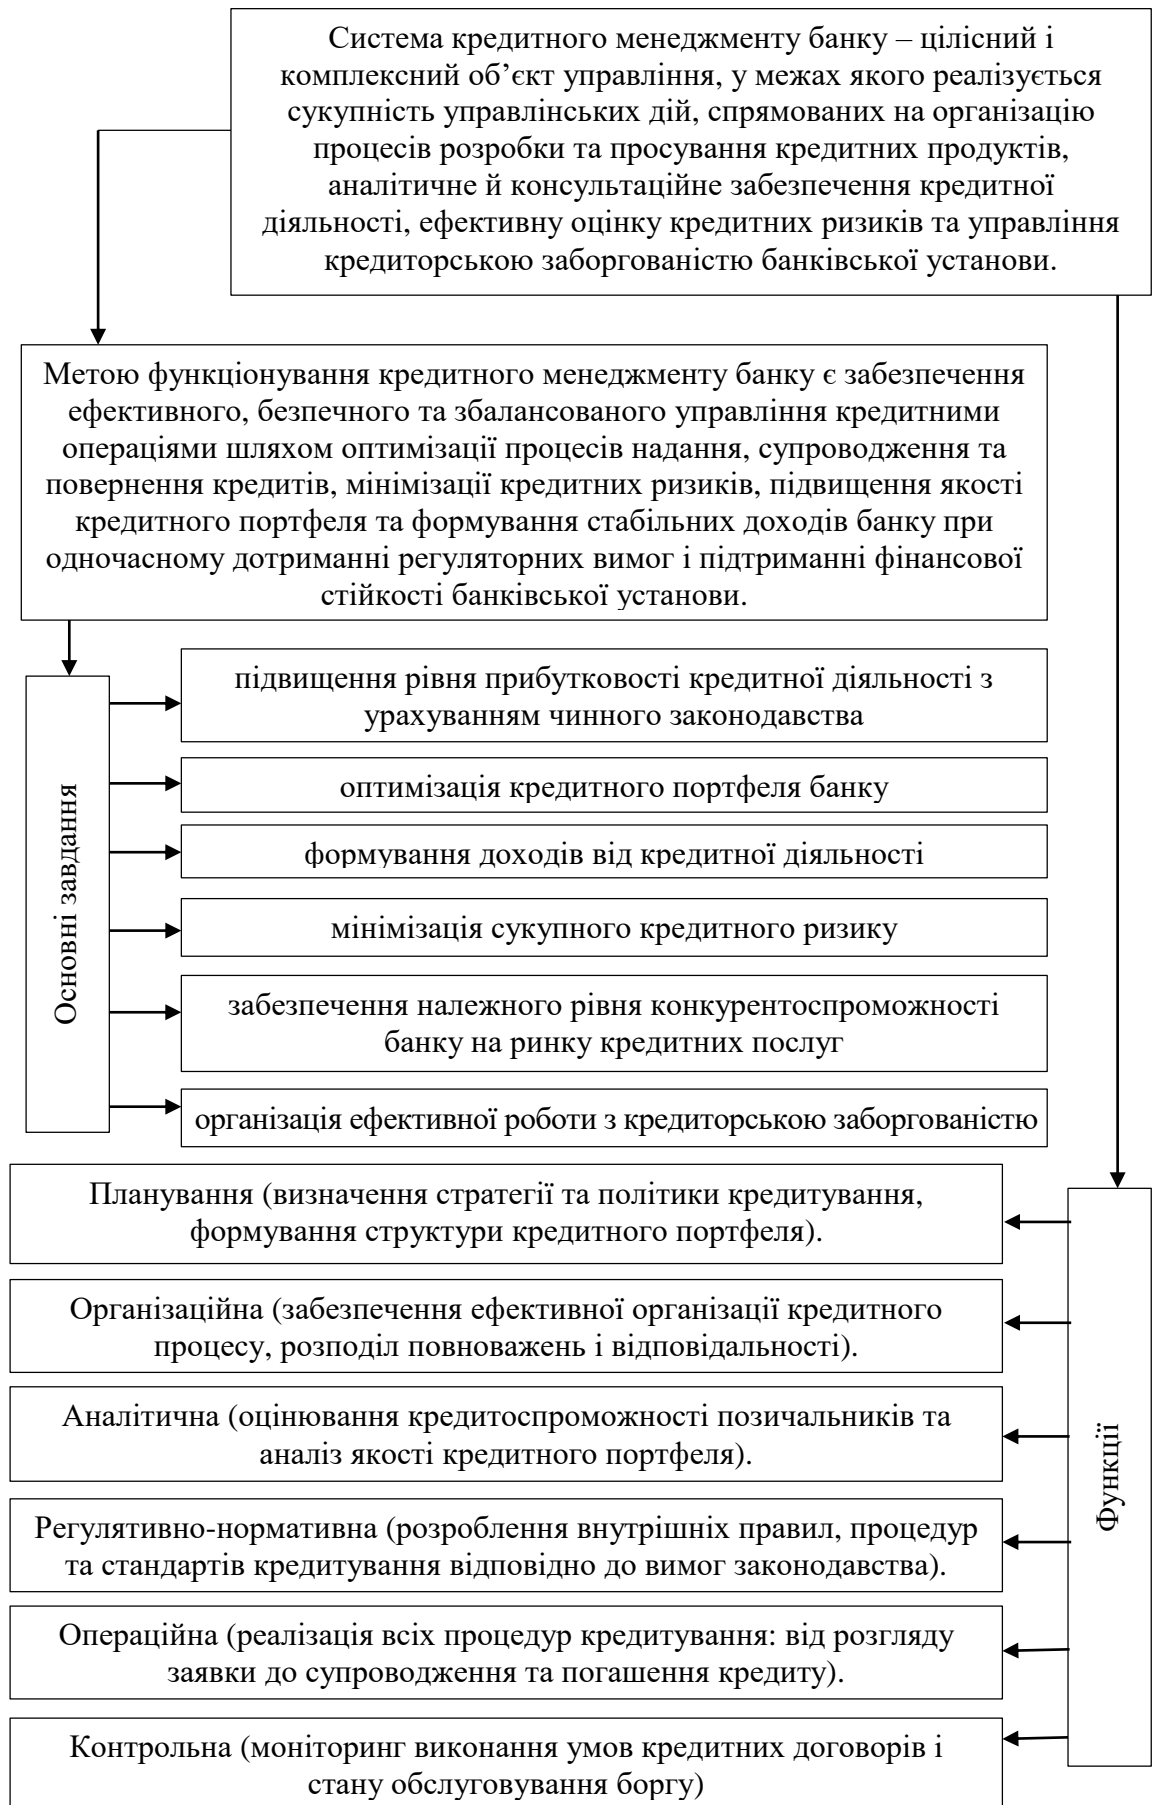 Система кредитного менеджменту банку – цілісний і
комплексний об’єкт управління, у межах якого реалізується
сукупність управлінських дій, спрямованих на організацію
процесів розробки та просування кредитних продуктів,
аналітичне й консультаційне забезпечення кредитної
діяльності, ефективну оцінку кредитних ризиків та управління
кредиторською заборгованістю банківської установи.
Метою функціонування кредитного менеджменту банку є забезпечення
ефективного, безпечного та збалансованого управління кредитними
операціями шляхом оптимізації процесів надання, супроводження та
повернення кредитів, мінімізації кредитних ризиків, підвищення якості
кредитного портфеля та формування стабільних доходів банку при
одночасному дотриманні регуляторних вимог і підтриманні фінансової
стійкості банківської установи.
Основні завдання
підвищення рівня прибутковості кредитної діяльності з
урахуванням чинного законодавства
оптимізація кредитного портфеля банку
формування доходів від кредитної діяльності
мінімізація сукупного кредитного ризику
забезпечення належного рівня конкурентоспроможності
банку на ринку кредитних послуг
організація ефективної роботи з кредиторською заборгованістю
Функції
Планування (визначення стратегії та політики кредитування,
формування структури кредитного портфеля).
Організаційна (забезпечення ефективної організації кредитного
процесу, розподіл повноважень і відповідальності).
Аналітична (оцінювання кредитоспроможності позичальників та
аналіз якості кредитного портфеля).
Регулятивно-нормативна (розроблення внутрішніх правил, процедур
та стандартів кредитування відповідно до вимог законодавства).
Операційна (реалізація всіх процедур кредитування: від розгляду
заявки до супроводження та погашення кредиту).
Контрольна (моніторинг виконання умов кредитних договорів і
стану обслуговування боргу)